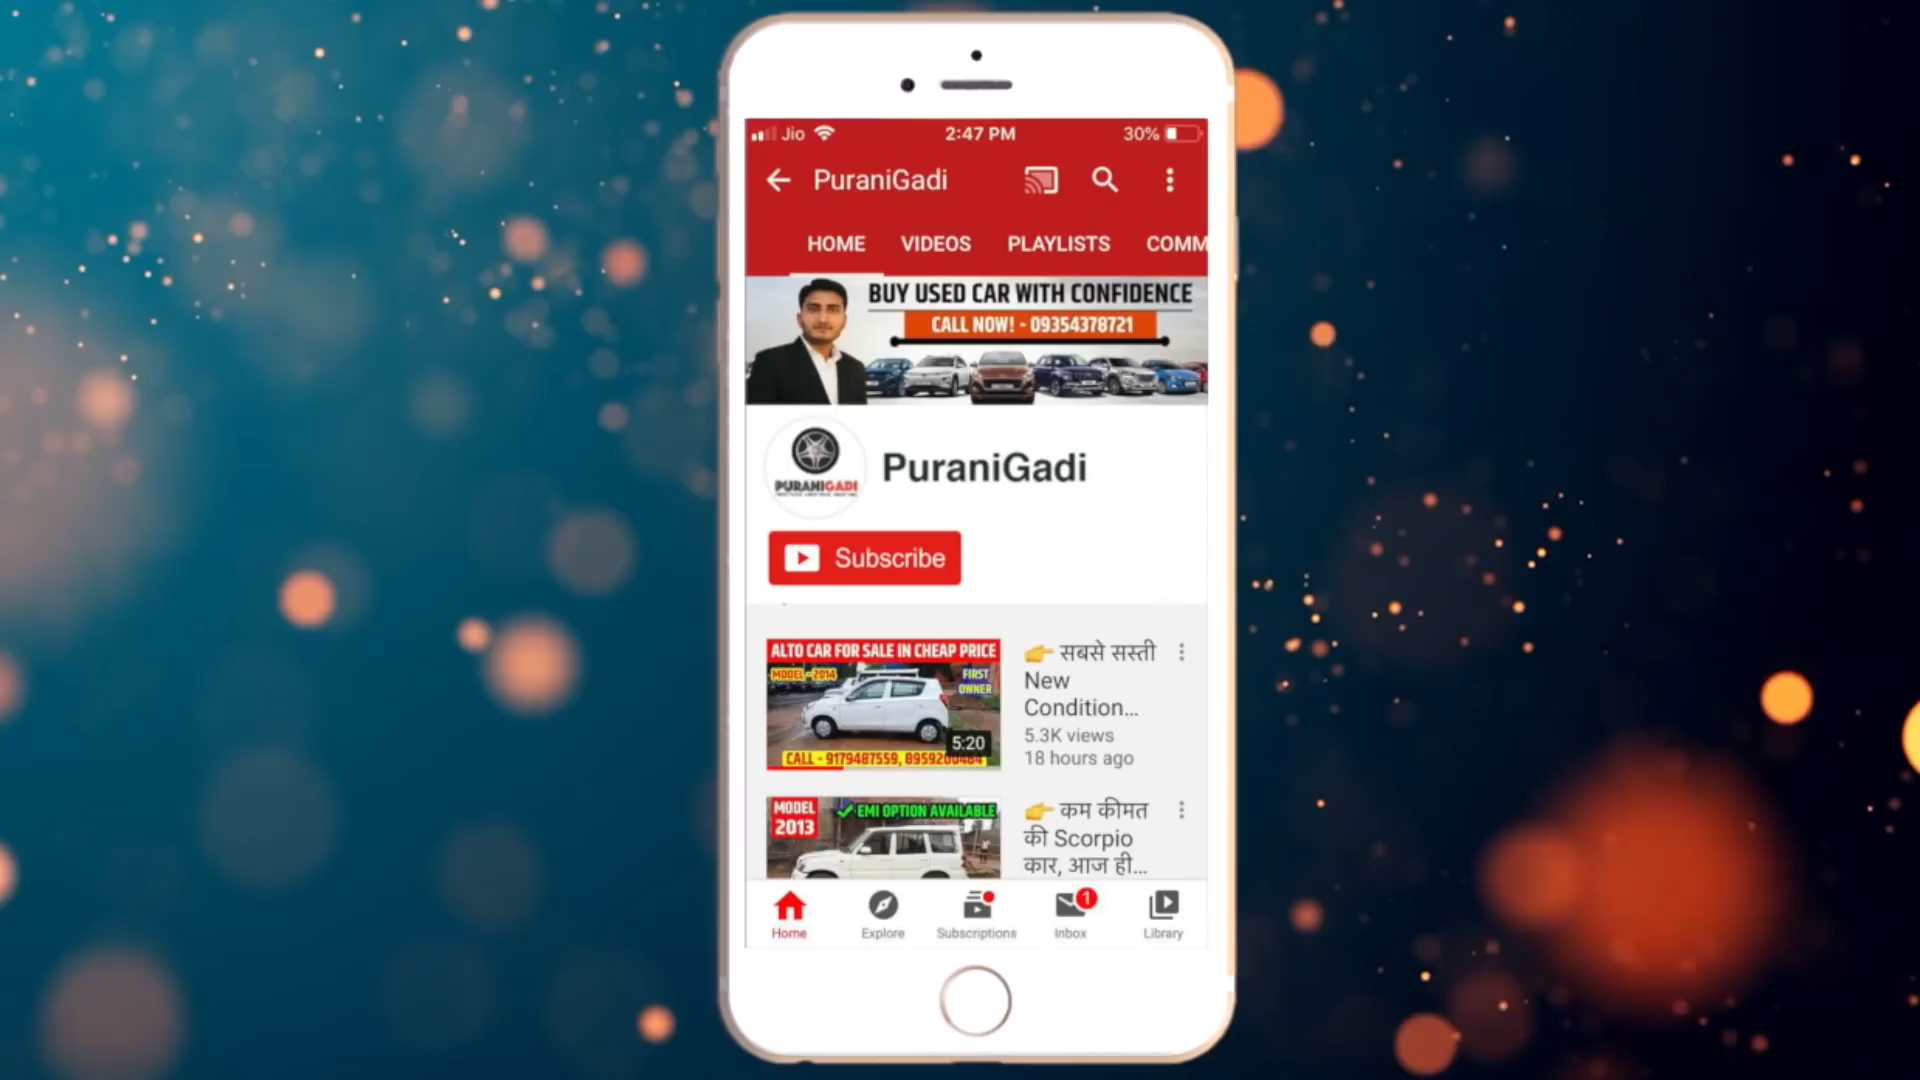 Jio 2:47 PM 30%
PuraniGadi
HOME VIDEOS PLAYLISTS COMM
BUY USED CAR WITH CONFIDENCE
CALL NOW! - 09354378721
PURANIGADI
PuraniGadi
Subscribe
ALTO CAR FOR SALE IN CHEAP PRICE
MODEL - 2014
FIRST
OWNER
5:20
CALL - 9179487559, 8959200484
👉 सबसे सस्ती
New
Condition...
5.3K views
18 hours ago
MODEL
2013
✓ EMI OPTION AVAILABLE
👉 कम कीमत
की Scorpio
कार, आज ही...
1
Home Explore Subscriptions Inbox Library